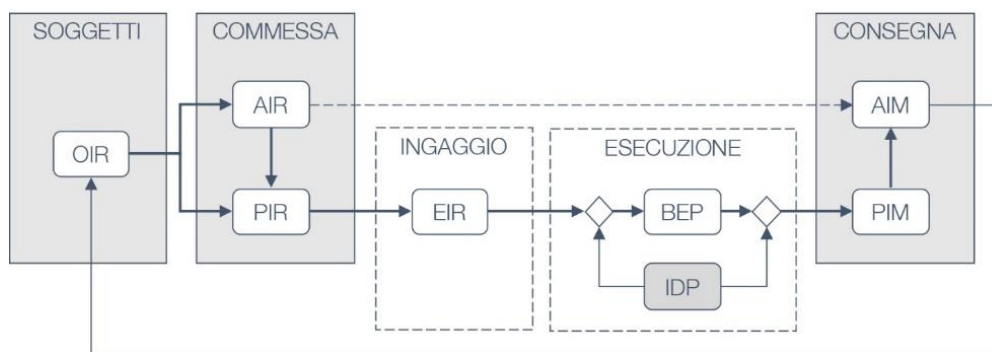 SOGGETTI
COMMESSA
CONSEGNA
AIR
AIM
INGAGGIO
ESECUZIONE
OIR
PIR
EIR
BEP
PIM
IDP